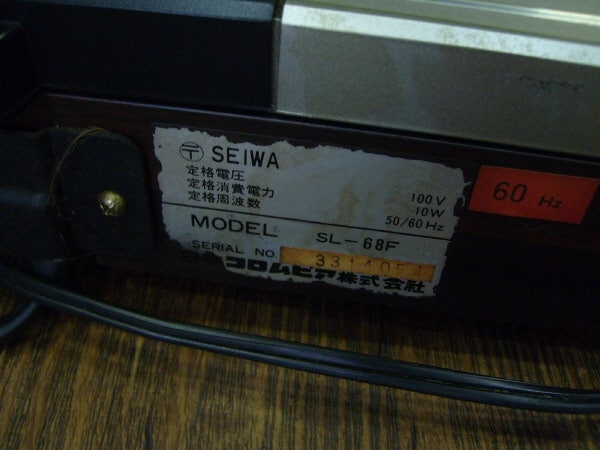 〒 SEIWA
定格電圧 100V
定格消費電力 10W
定格周波数 50/60Hz
MODEL SL-68F
SERIAL NO. 3314054
コロムビア株式会社
60 Hz